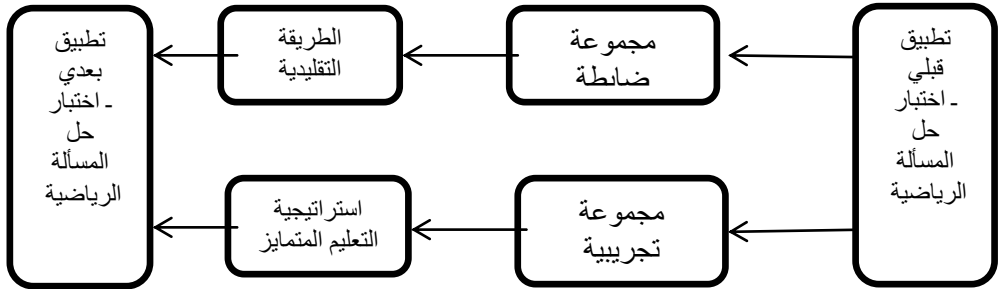 تطبيق
قبلي
- اختبار
حل
المسألة
الرياضية
مجموعة
ضابطة
الطريقة
التقليدية
مجموعة
تجريبية
استراتيجية
التعليم المتمايز
تطبيق
بعدي
- اختبار
حل
المسألة
الرياضية